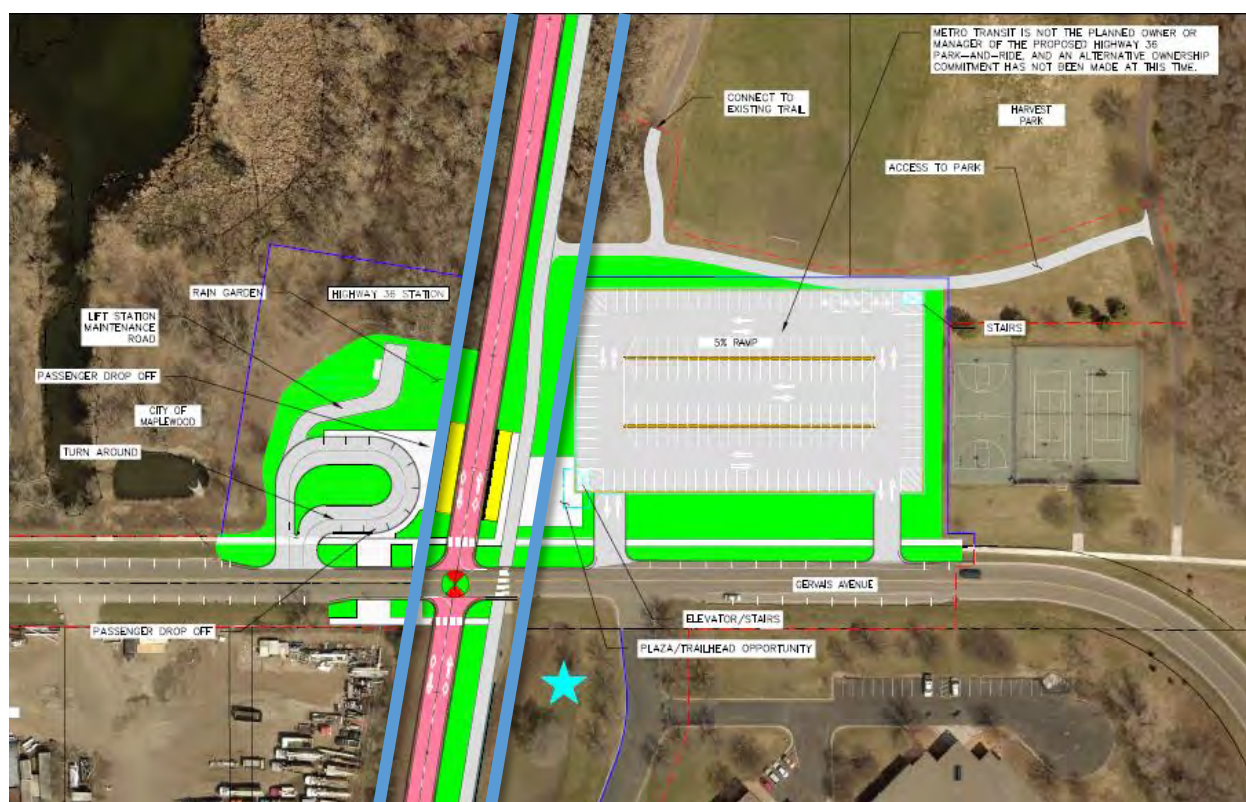 METRO TRANSIT IS NOT THE PLANNED OWNER OR
MANAGER OF THE PROPOSED HIGHWAY 36
PARK-AND-RIDE, AND AN ALTERNATIVE OWNERSHIP
COMMITMENT HAS NOT BEEN MADE AT THIS TIME.
CONNECT TO
EXISTING TRAIL
HARVEST
PARK
ACCESS TO PARK
RAIN GARDEN
HIGHWAY 36 STATION
LIFT STATION
MAINTENANCE
ROAD
STAIRS
5% RAMP
PASSENGER DROP OFF
CITY OF
MAPLEWOOD
TURN AROUND
GERVAIS AVENUE
ELEVATOR/STAIRS
PASSENGER DROP OFF
PLAZA/TRAILHEAD OPPORTUNITY